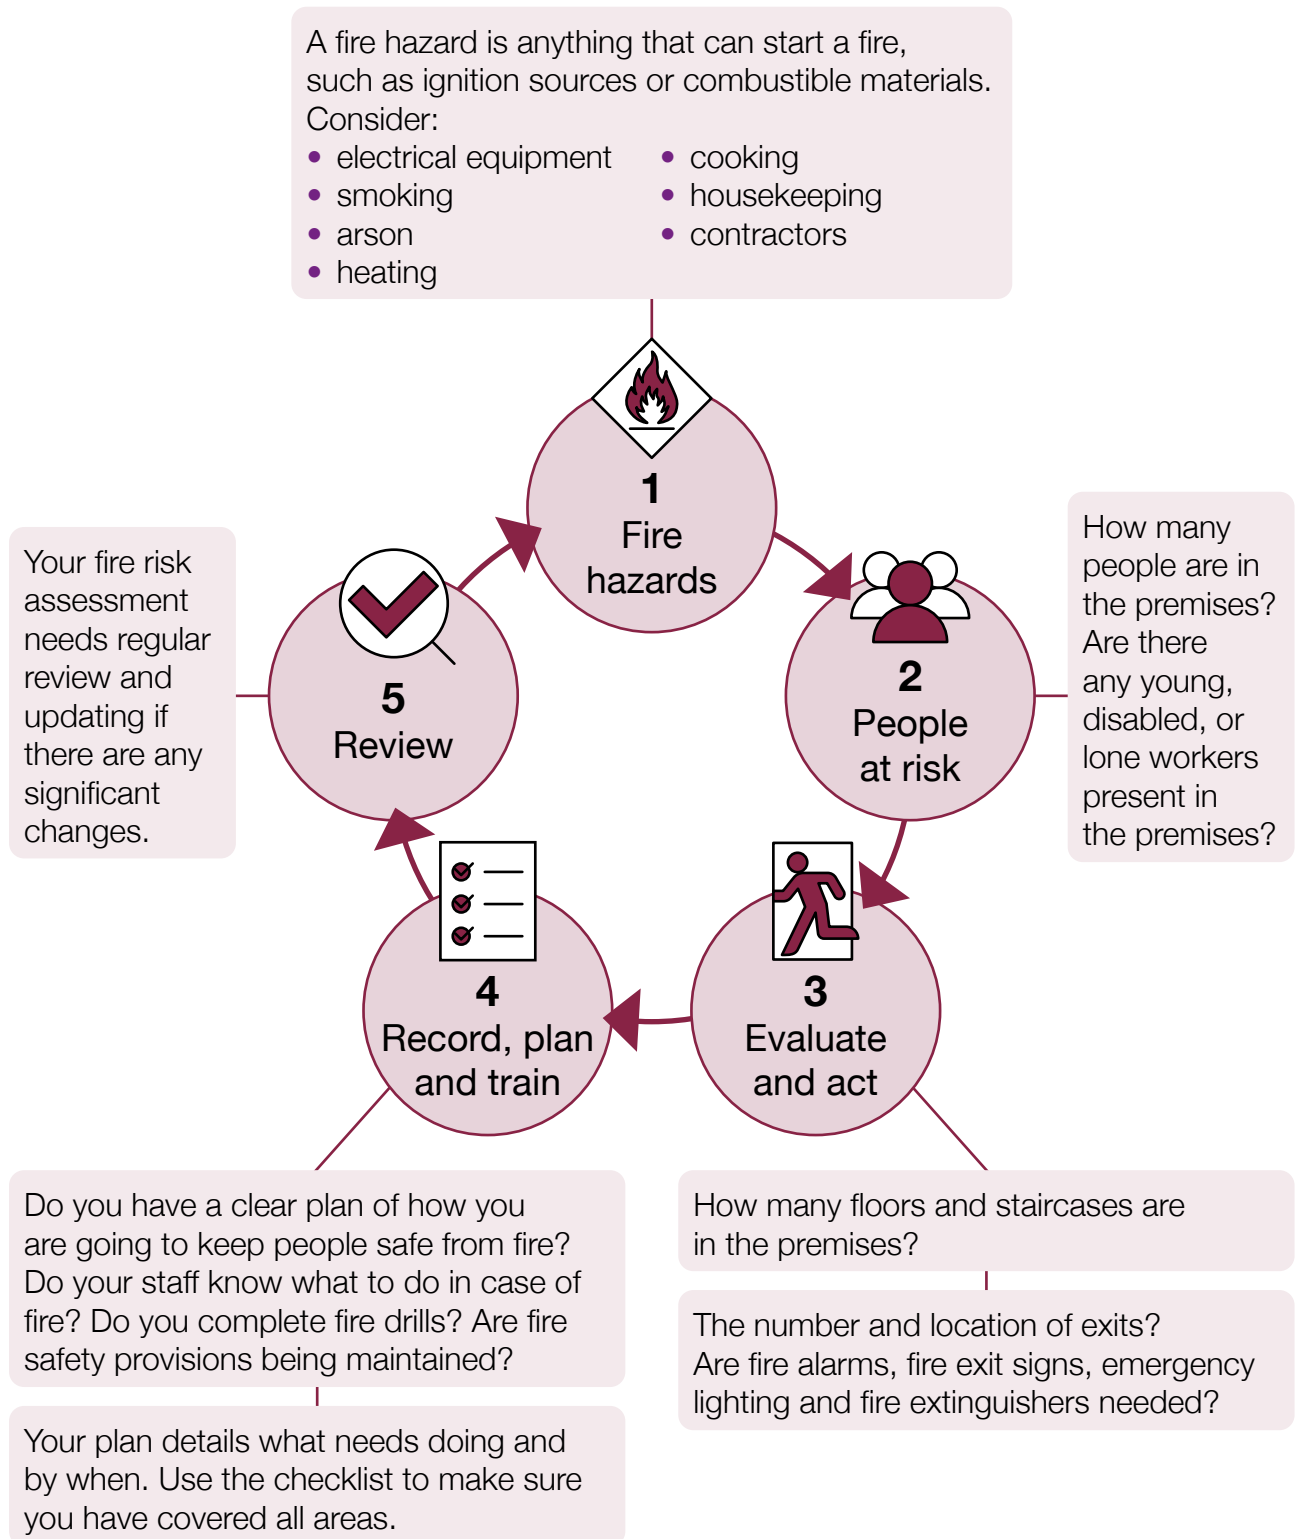 A fire hazard is anything that can start a fire,
such as ignition sources or combustible materials.
Consider:
• electrical equipment
• smoking
• arson
• heating
• cooking
• housekeeping
• contractors
1
Fire
hazards
2
People
at risk
How many
people are in
the premises?
Are there
any young,
disabled, or
lone workers
present in
the premises?
3
Evaluate
and act
How many floors and staircases are
in the premises?
The number and location of exits?
Are fire alarms, fire exit signs, emergency
lighting and fire extinguishers needed?
4
Record, plan
and train
Do you have a clear plan of how you
are going to keep people safe from fire?
Do your staff know what to do in case of
fire? Do you complete fire drills? Are fire
safety provisions being maintained?
Your plan details what needs doing and
by when. Use the checklist to make sure
you have covered all areas.
5
Review
Your fire risk
assessment
needs regular
review and
updating if
there are any
significant
changes.